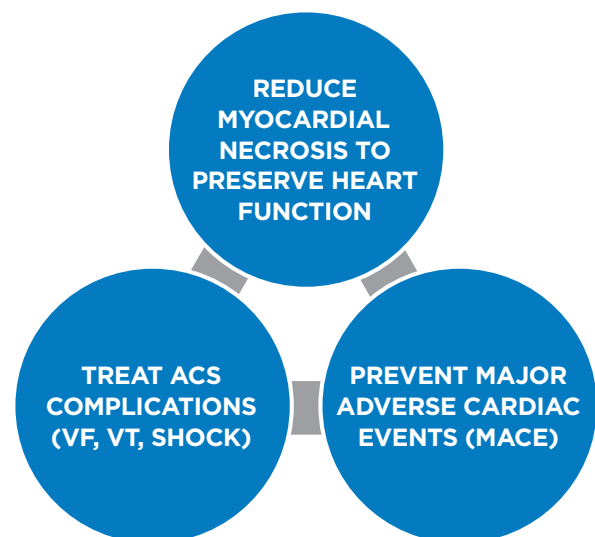 REDUCE
MYOCARDIAL
NECROSIS TO
PRESERVE HEART
FUNCTION
TREAT ACS
COMPLICATIONS
(VF, VT, SHOCK)
PREVENT MAJOR
ADVERSE CARDIAC
EVENTS (MACE)